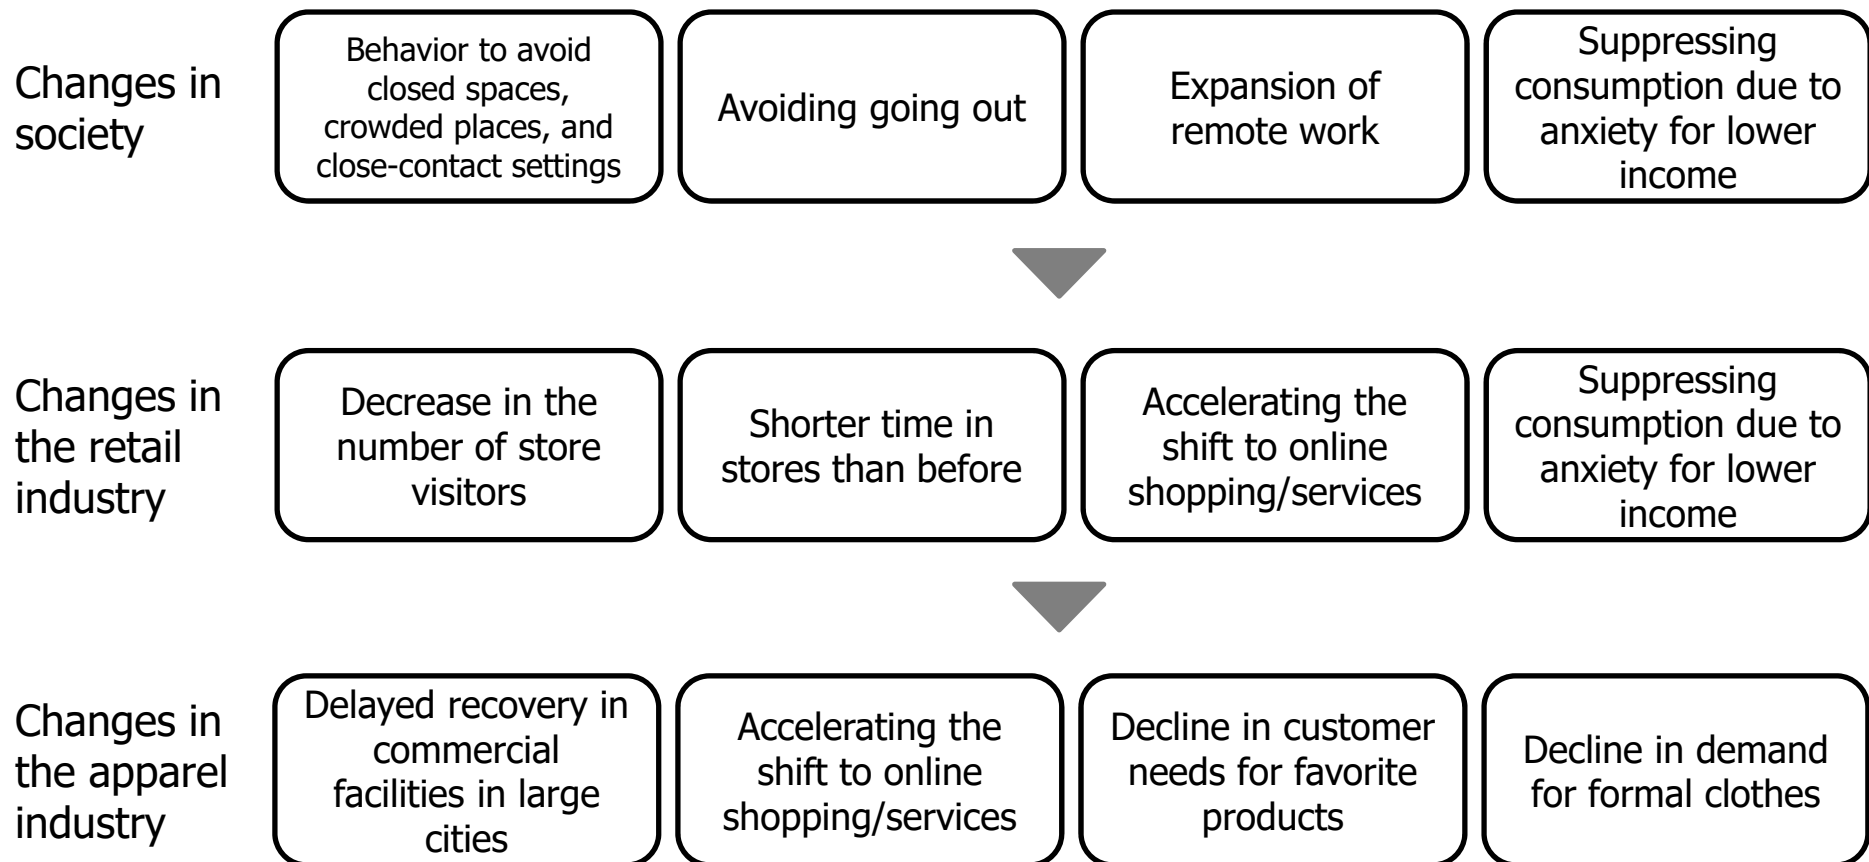 Changes in
society
Behavior to avoid
closed spaces,
crowded places, and
close-contact settings
Avoiding going out
Expansion of
remote work
Suppressing
consumption due to
anxiety for lower
income
Changes in
the retail
industry
Decrease in the
number of store
visitors
Shorter time in
stores than before
Accelerating the
shift to online
shopping/services
Suppressing
consumption due to
anxiety for lower
income
Changes in
the apparel
industry
Delayed recovery in
commercial
facilities in large
cities
Accelerating the
shift to online
shopping/services
Decline in customer
needs for favorite
products
Decline in demand
for formal clothes